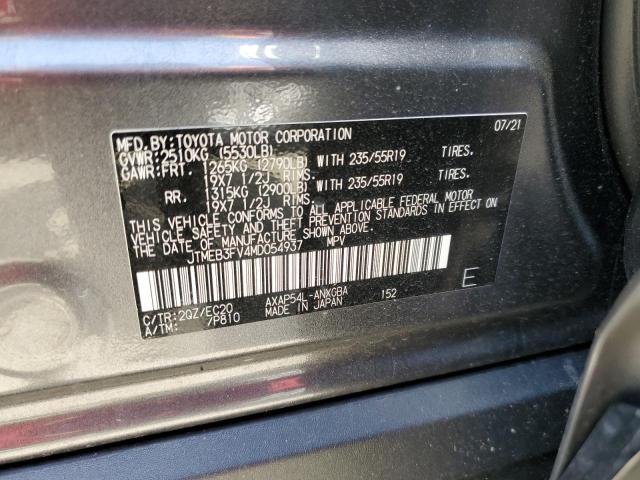 MFD. BY: TOYOTA MOTOR CORPORATION 07/21
GVWR: 2510KG (5530LB)
GAWR: FRT. 1265KG (2790LB) WITH 235/55R19 TIRES.
19X7 1/2J RIMS.
RR. 1315KG (2900LB) WITH 235/55R19 TIRES.
19X7 1/2J RIMS.
THIS VEHICLE CONFORMS TO ALL APPLICABLE FEDERAL MOTOR
VEHICLE SAFETY AND THEFT PREVENTION STANDARDS IN EFFECT ON
THE DATE OF MANUFACTURE SHOWN ABOVE.
JTMEB3FV4MD054937 MPV
C/TR: 2QZ/EC20 AXAP54L-ANXGBA 152 E
A/TM: /P810 MADE IN JAPAN